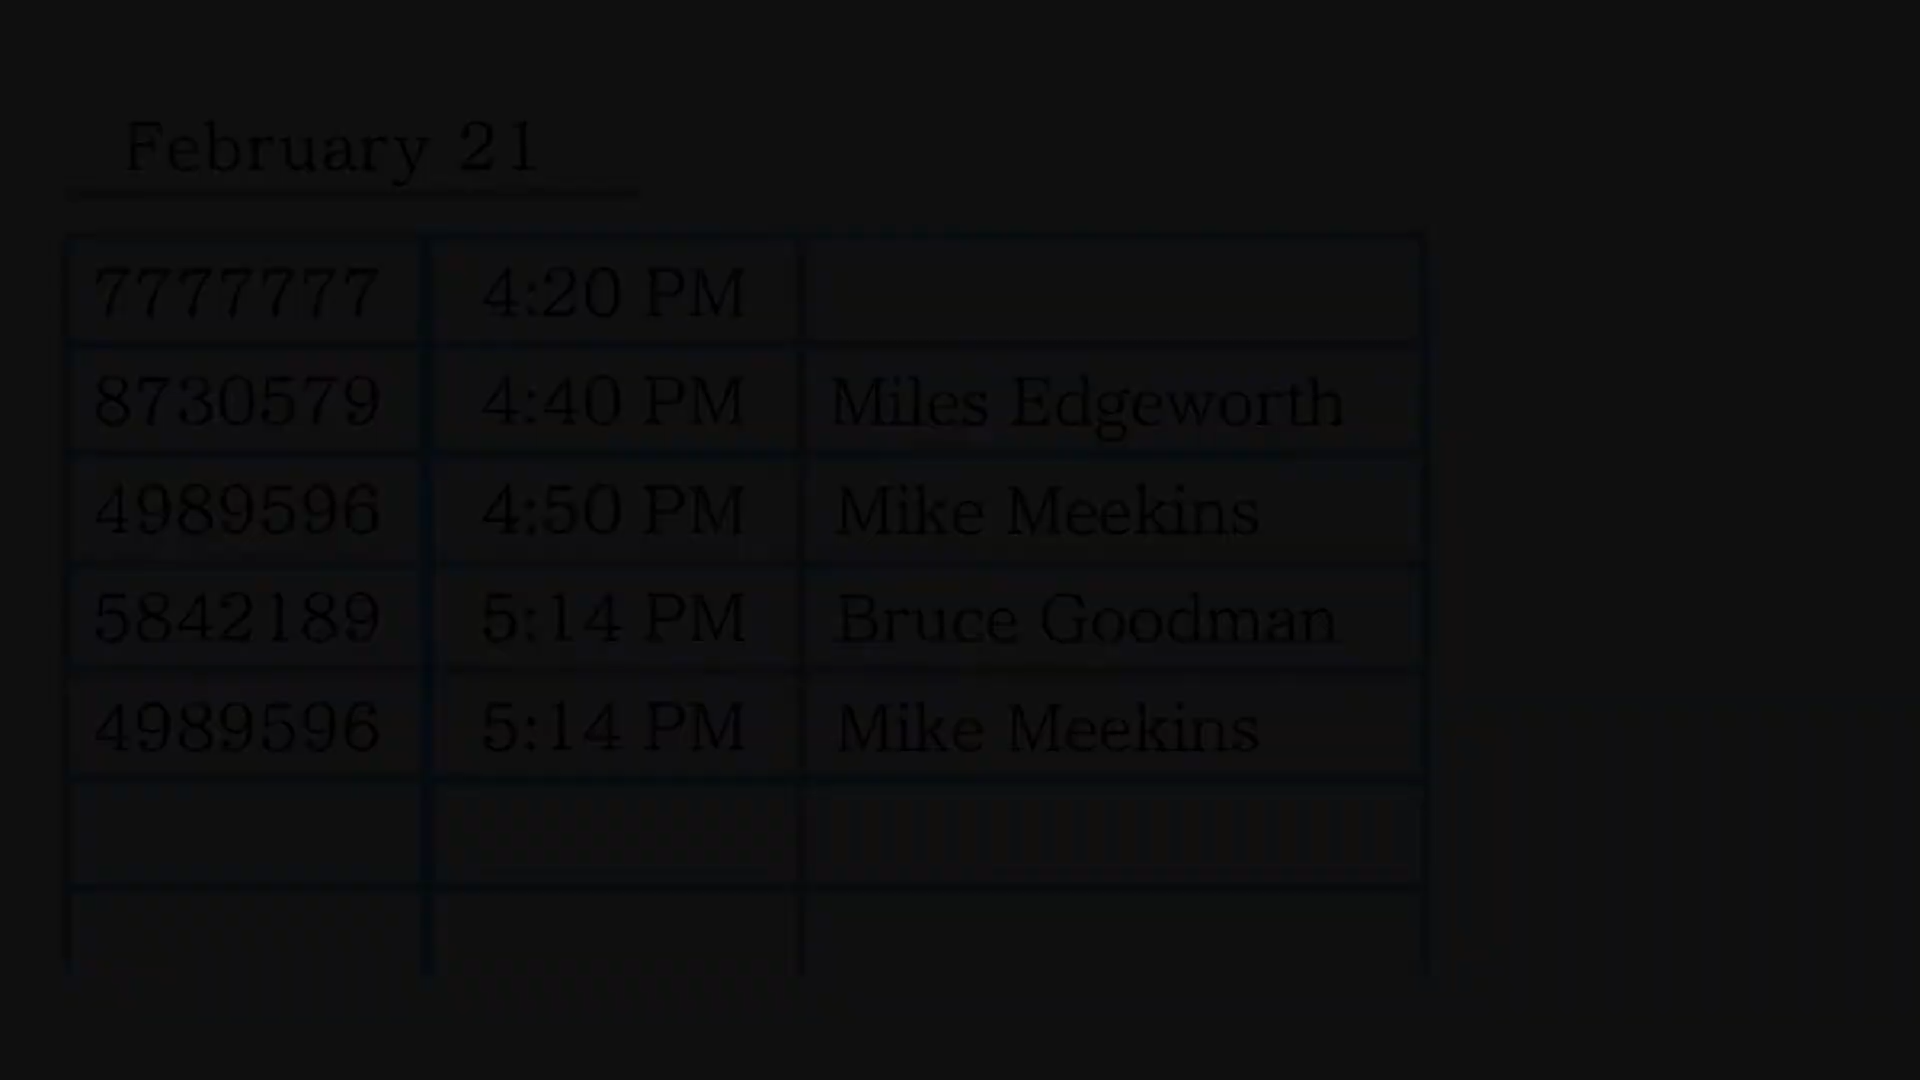 February 21
7777777 4:20 PM
8730579 4:40 PM Miles Edgeworth
4989596 4:50 PM Mike Meekins
5842189 5:14 PM Bruce Goodman
4989596 5:14 PM Mike Meekins